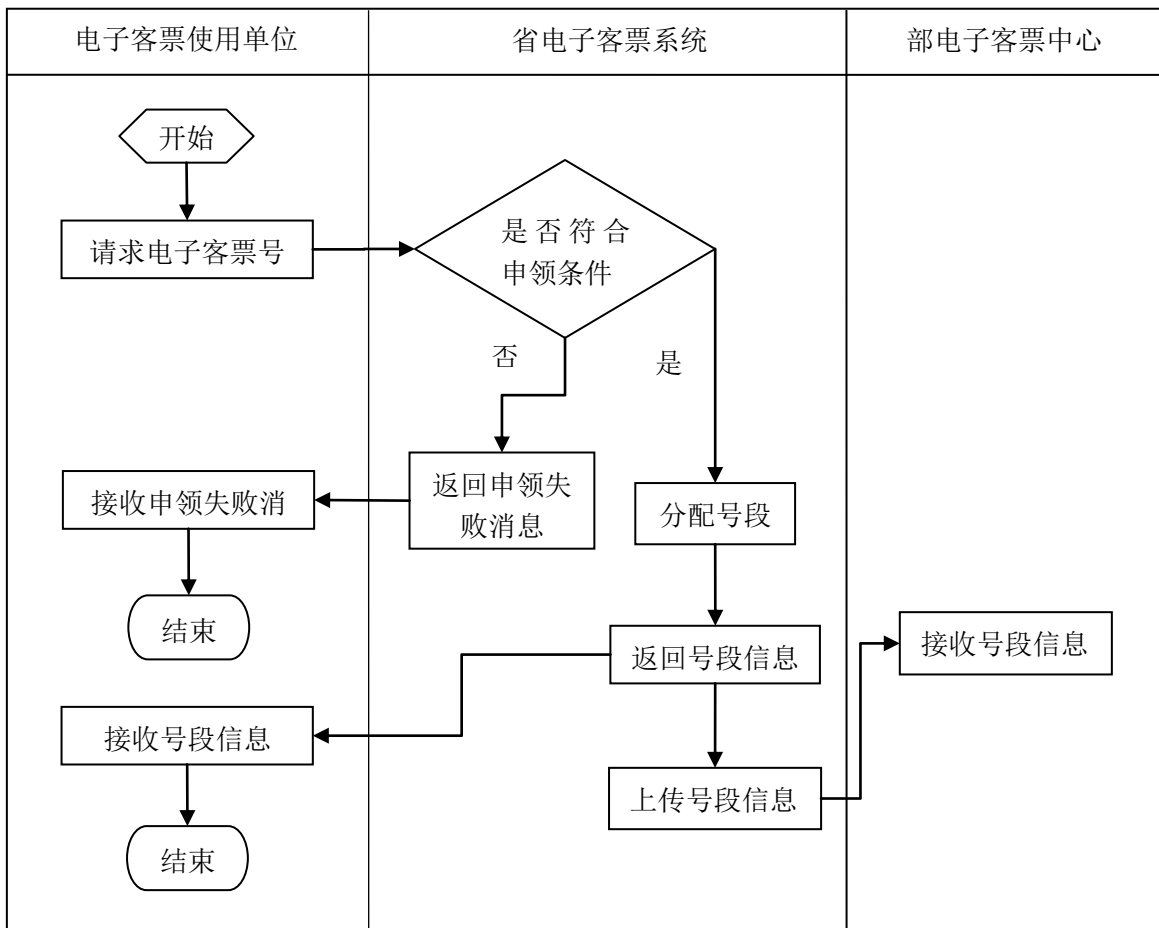 电子客票使用单位
省电子客票系统
部电子客票中心
开始
请求电子客票号
是否符合
申领条件
否
是
返回申领失
败消息
接收申领失败消
分配号段
结束
返回号段信息
接收号段信息
接收号段信息
上传号段信息
结束